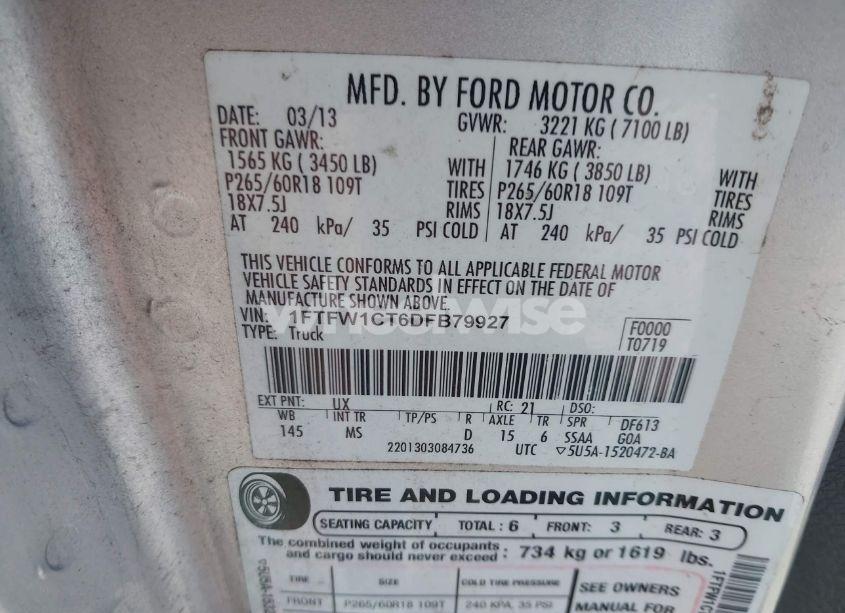 MFD. BY FORD MOTOR CO.
DATE: 03/13 GVWR: 3221 KG ( 7100 LB)
FRONT GAWR: REAR GAWR:
1565 KG ( 3450 LB) WITH 1746 KG ( 3850 LB) WITH
P265/60R18 109T TIRES P265/60R18 109T TIRES
18X7.5J RIMS 18X7.5J RIMS
AT 240 kPa/ 35 PSI COLD AT 240 kPa/ 35 PSI COLD
THIS VEHICLE CONFORMS TO ALL APPLICABLE FEDERAL MOTOR
VEHICLE SAFETY STANDARDS IN EFFECT ON THE DATE OF
MANUFACTURE SHOWN ABOVE.
VIN: 1FTFW1CT6DFB79927 F0000
TYPE: Truck T0719
EXT PNT: UX RC: 21 DSO:
WB INT TR TP/PS R AXLE TR SPR DF613
145 MS D 15 6 SSAA GOA
2201303084736 UTC ▽5U5A-1520472-BA
TIRE AND LOADING INFORMATION
SEATING CAPACITY TOTAL : 6 FRONT: 3 REAR: 3
The combined weight of occupants
and cargo should never exceed : 734 kg or 1619 lbs.
TIRE SIZE COLD TIRE PRESSURE SEE OWNERS
FRONT P265/60R18 109T 240 KPA, 35 PSI MANUAL FOR